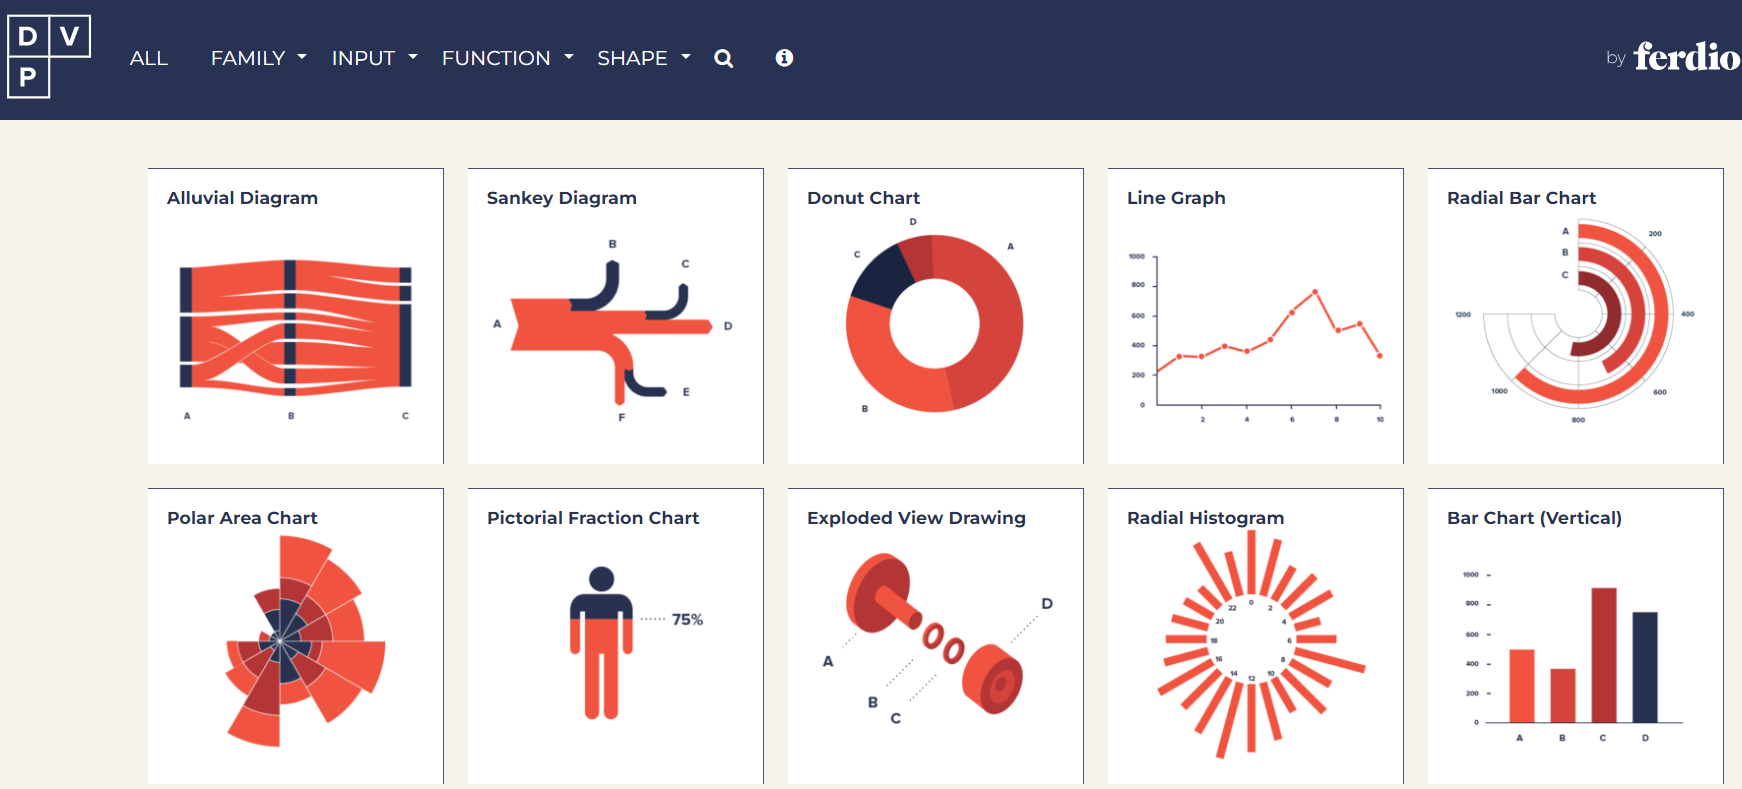 D V
P
ALL FAMILY INPUT FUNCTION SHAPE
by ferdio
Alluvial Diagram
A B C
Sankey Diagram
B
C
A
D
E
F
Donut Chart
D
A
C
B
Line Graph
1000
800
600
400
200
0
2 4 6 8 10
Radial Bar Chart
A
200
B
C
1200
400
1000
600
800
Polar Area Chart
Pictorial Fraction Chart
75%
Exploded View Drawing
D
A
B
C
Radial Histogram
0
22 2
20 4
18 6
16 8
14 10
12
Bar Chart (Vertical)
1000
800
600
400
200
0
A B C D